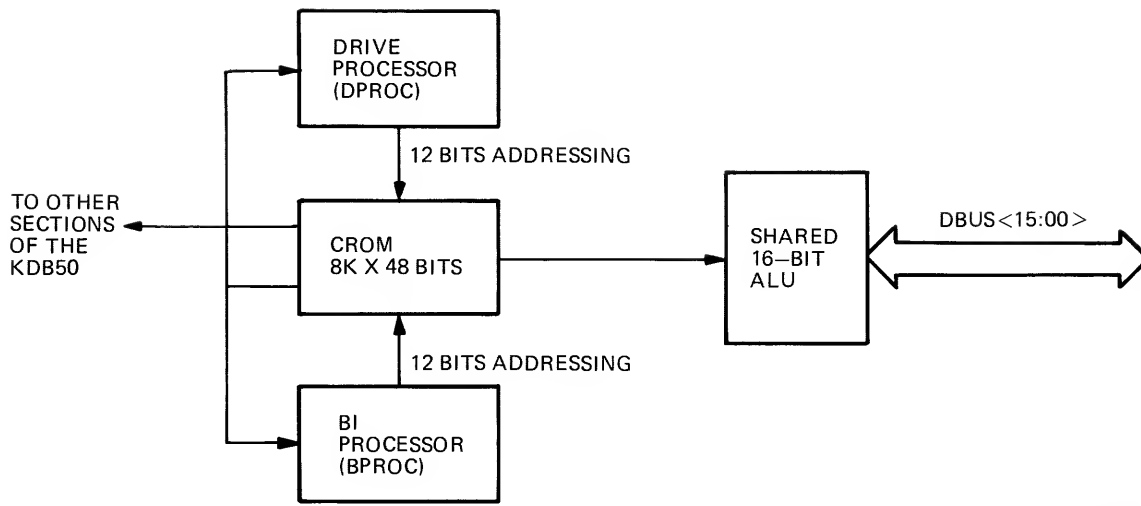 DRIVE
PROCESSOR
(DPROC)
12 BITS ADDRESSING
TO OTHER
SECTIONS
OF THE
KDB50
CROM
8K X 48 BITS
SHARED
16–BIT
ALU
DBUS<15:00>
12 BITS ADDRESSING
BI
PROCESSOR
(BPROC)